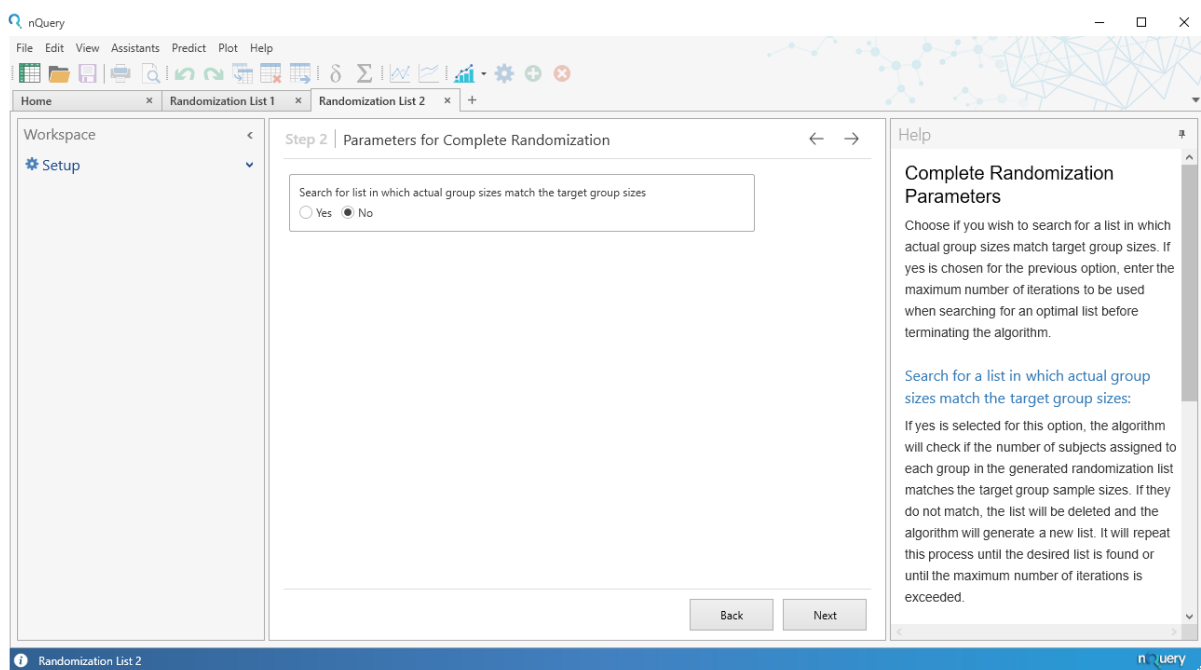 nQuery
File Edit View Assistants Predict Plot Help
Home × Randomization List 1 × Randomization List 2 × +
Workspace
Setup
Step 2 | Parameters for Complete Randomization
Search for list in which actual group sizes match the target group sizes
Yes No
Back Next
Help
Complete Randomization
Parameters
Choose if you wish to search for a list in which
actual group sizes match target group sizes. If
yes is chosen for the previous option, enter the
maximum number of iterations to be used
when searching for an optimal list before
terminating the algorithm.
Search for a list in which actual group
sizes match the target group sizes:
If yes is selected for this option, the algorithm
will check if the number of subjects assigned to
each group in the generated randomization list
matches the target group sample sizes. If they
do not match, the list will be deleted and the
algorithm will generate a new list. It will repeat
this process until the desired list is found or
until the maximum number of iterations is
exceeded.
Randomization List 2
nQuery